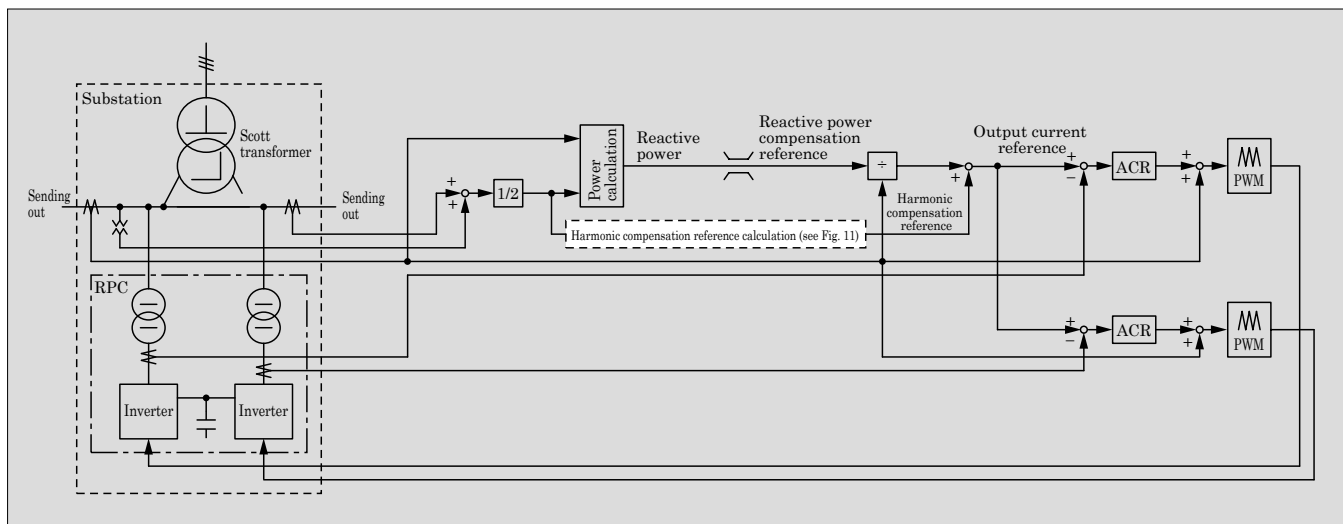 Substation
Scott
transformer
Sending
out
Sending
out
RPC
Inverter
Inverter
+
+
1/2
Power
calculation
Reactive
power
Reactive power
compensation
reference
÷
+
Harmonic
compensation
reference
Harmonic compensation reference calculation (see Fig. 11)
Output current
reference
+
−
ACR
+
+
PWM
+
−
ACR
+
+
PWM